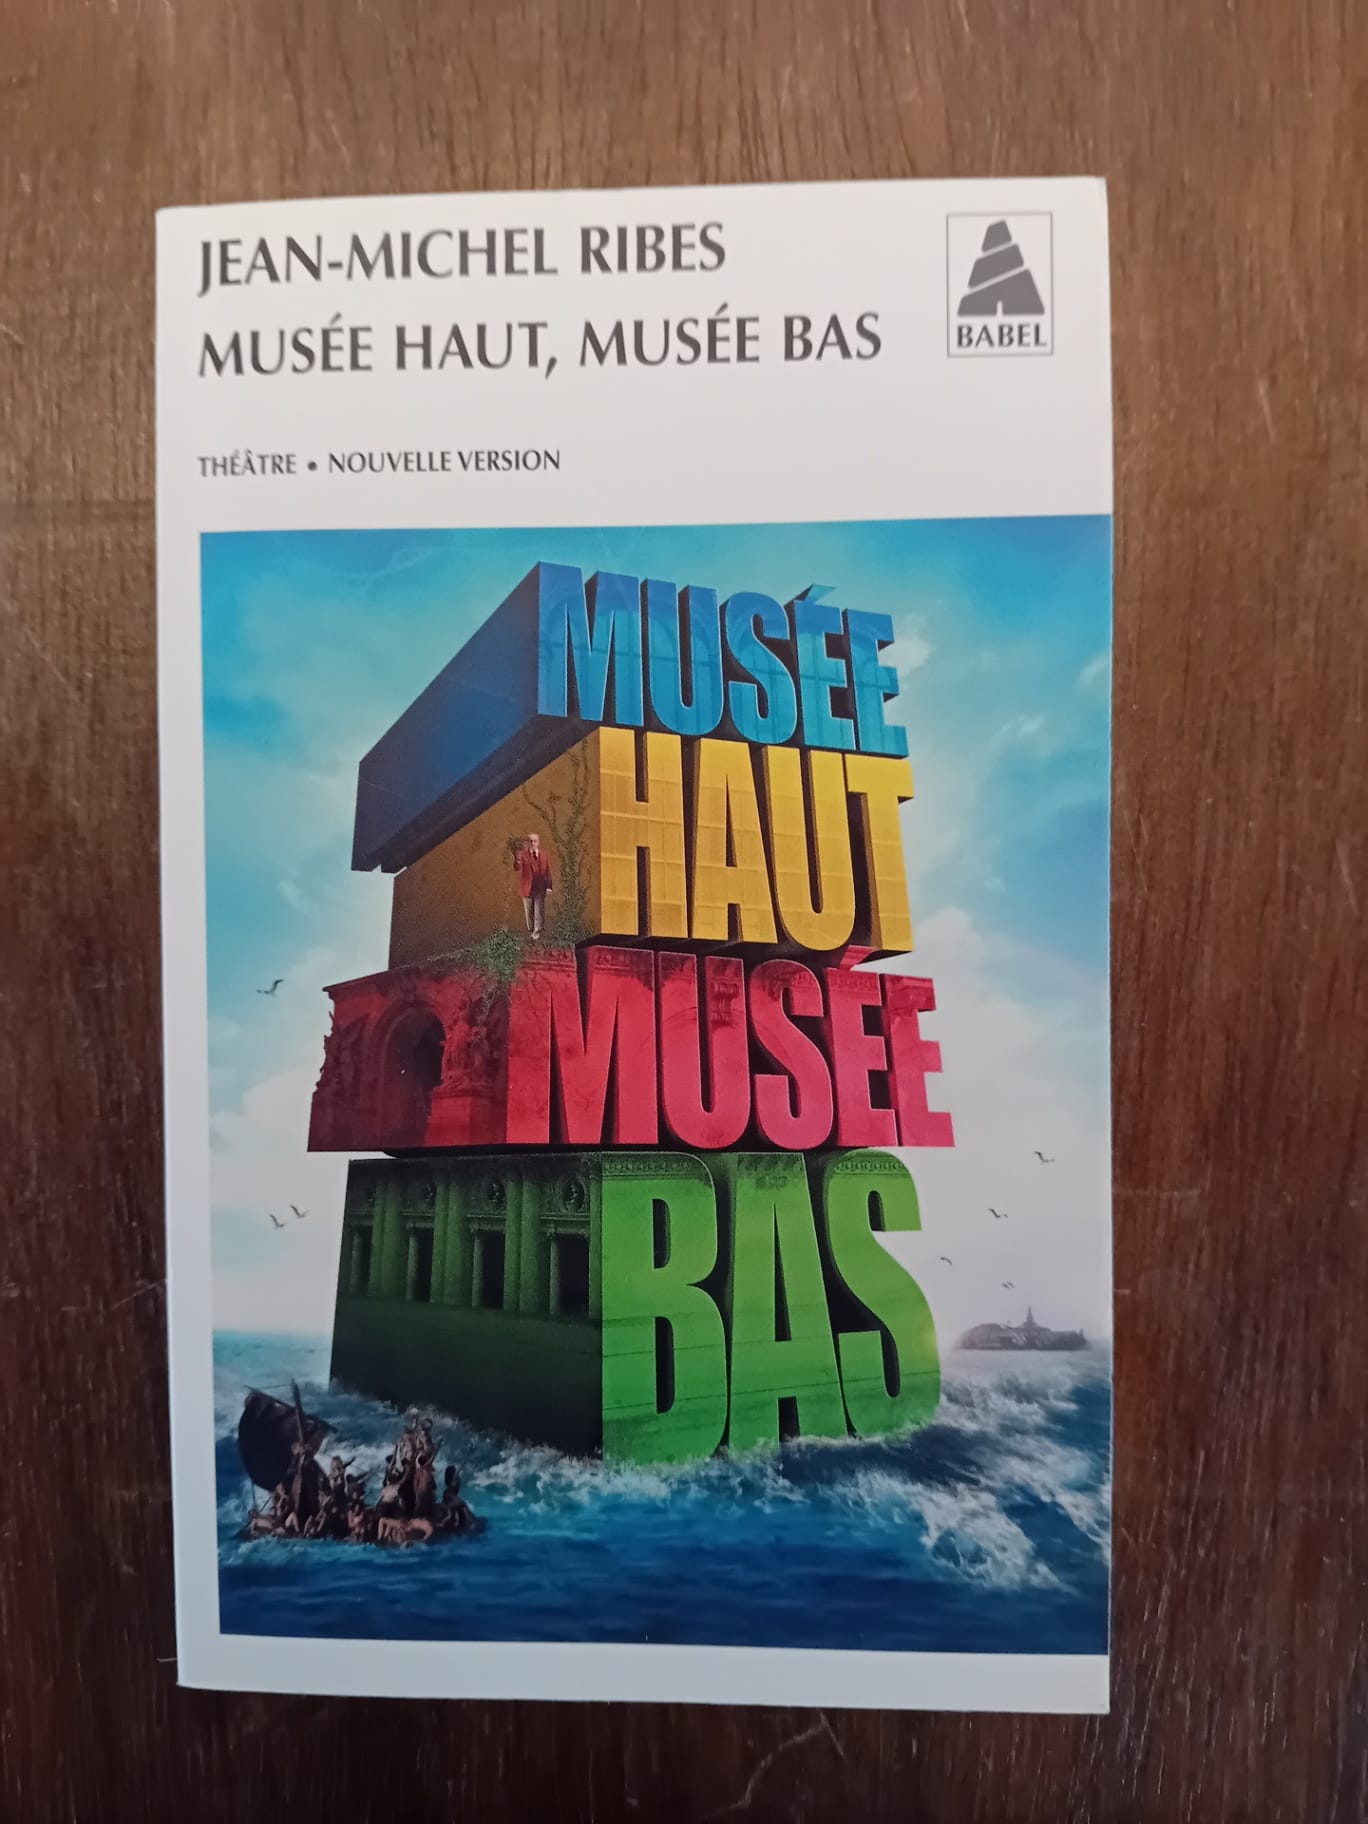 JEAN-MICHEL RIBES
MUSÉE HAUT, MUSÉE BAS
BABEL
THÉÂTRE • NOUVELLE VERSION
MUSÉE
HAUT
MUSÉE
BAS